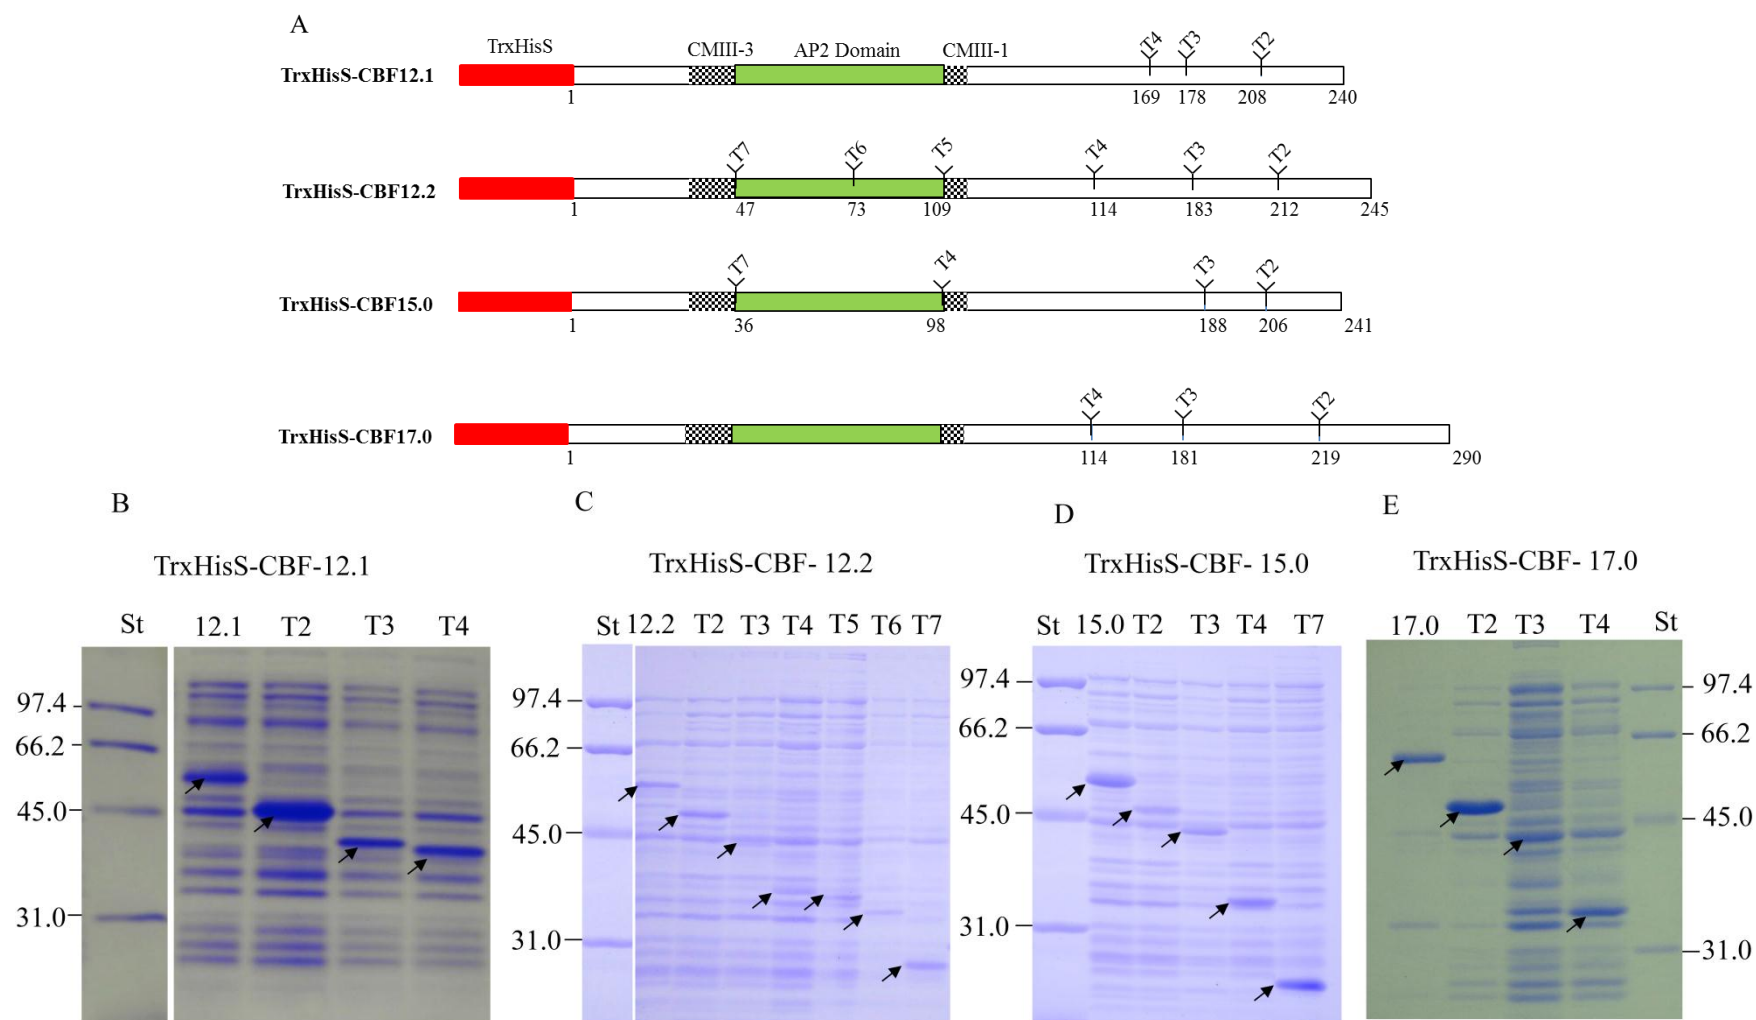 A
TrxHisS CMIII-3 AP2 Domain CMIII-1 T4 T3 T2
TrxHisS-CBF12.1
1 169 178 208 240
T7 T6 T5 T4 T3 T2
TrxHisS-CBF12.2
1 47 73 109 114 183 212 245
T7 T4 T3 T2
TrxHisS-CBF15.0
1 36 98 188 206 241
T4 T3 T2
TrxHisS-CBF17.0
1 114 181 219 290
B
TrxHisS-CBF-12.1
St 12.1 T2 T3 T4
97.4
66.2
45.0
31.0
C
TrxHisS-CBF- 12.2
St 12.2 T2 T3 T4 T5 T6 T7
97.4
66.2
45.0
31.0
D
TrxHisS-CBF- 15.0
St 15.0 T2 T3 T4 T7
97.4
66.2
45.0
31.0
E
TrxHisS-CBF- 17.0
17.0 T2 T3 T4 St
97.4
66.2
45.0
31.0